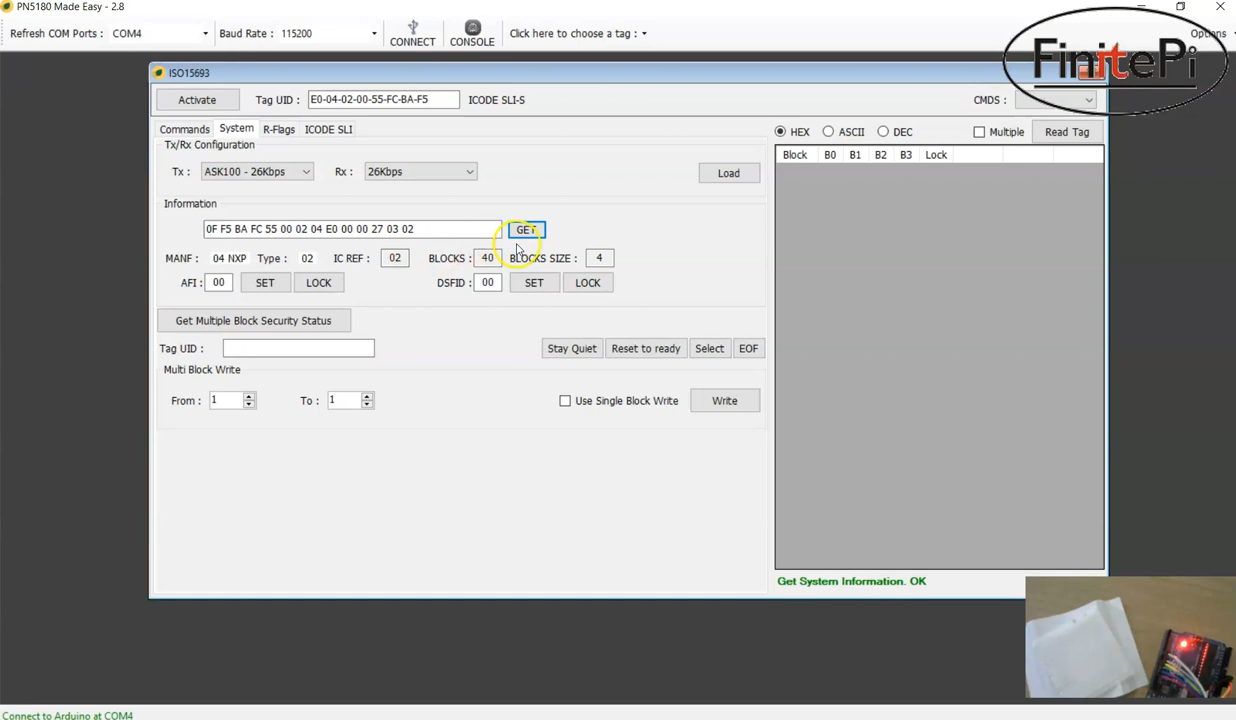 PN5180 Made Easy - 2.8
Refresh COM Ports : COM4 Baud Rate : 115200 CONNECT CONSOLE Click here to choose a tag : Options
FinitePi
ISO15693
Activate Tag UID : E0-04-02-00-55-FC-BA-F5 ICODE SLI-S CMDS :
Commands System R-Flags ICODE SLI HEX ASCII DEC Multiple Read Tag
Tx/Rx Configuration
Block B0 B1 B2 B3 Lock
Tx : ASK100 - 26Kbps Rx : 26Kbps Load
Information
0F F5 BA FC 55 00 02 04 E0 00 00 27 03 02 GET
MANF : 04 NXP Type : 02 IC REF : 02 BLOCKS : 40 BLOCKS SIZE : 4
AFI : 00 SET LOCK DSFID : 00 SET LOCK
Get Multiple Block Security Status
Tag UID : Stay Quiet Reset to ready Select EOF
Multi Block Write
From : 1 To : 1 Use Single Block Write Write
Get System Information. OK
Connect to Arduino at COM4